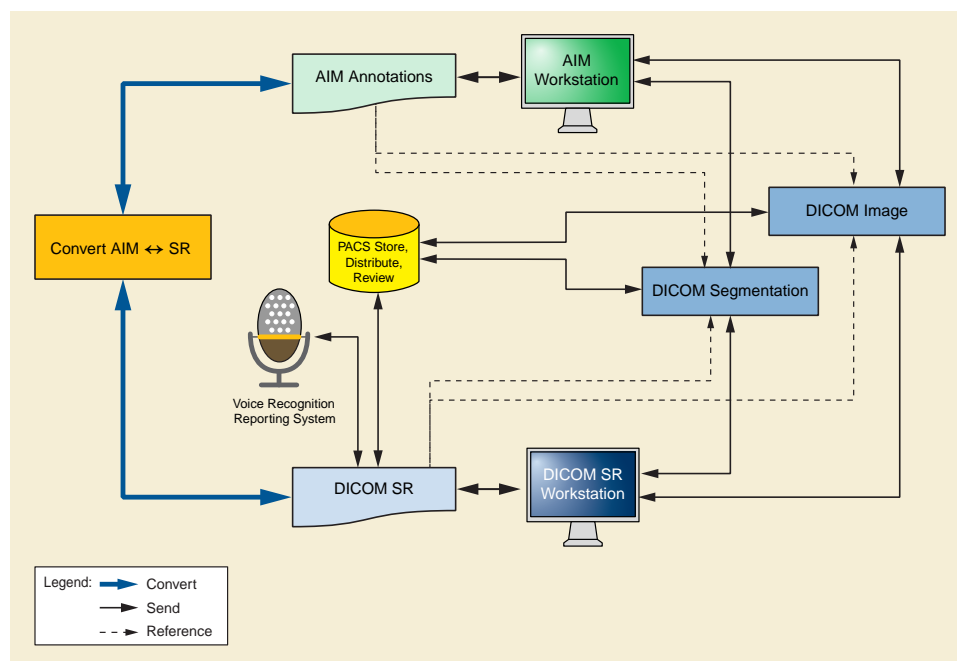 AIM Annotations
AIM
Workstation
DICOM Image
Convert AIM ↔ SR
PACS Store,
Distribute,
Review
DICOM Segmentation
Voice Recognition
Reporting System
DICOM SR
DICOM SR
Workstation
Legend:
Convert
Send
Reference